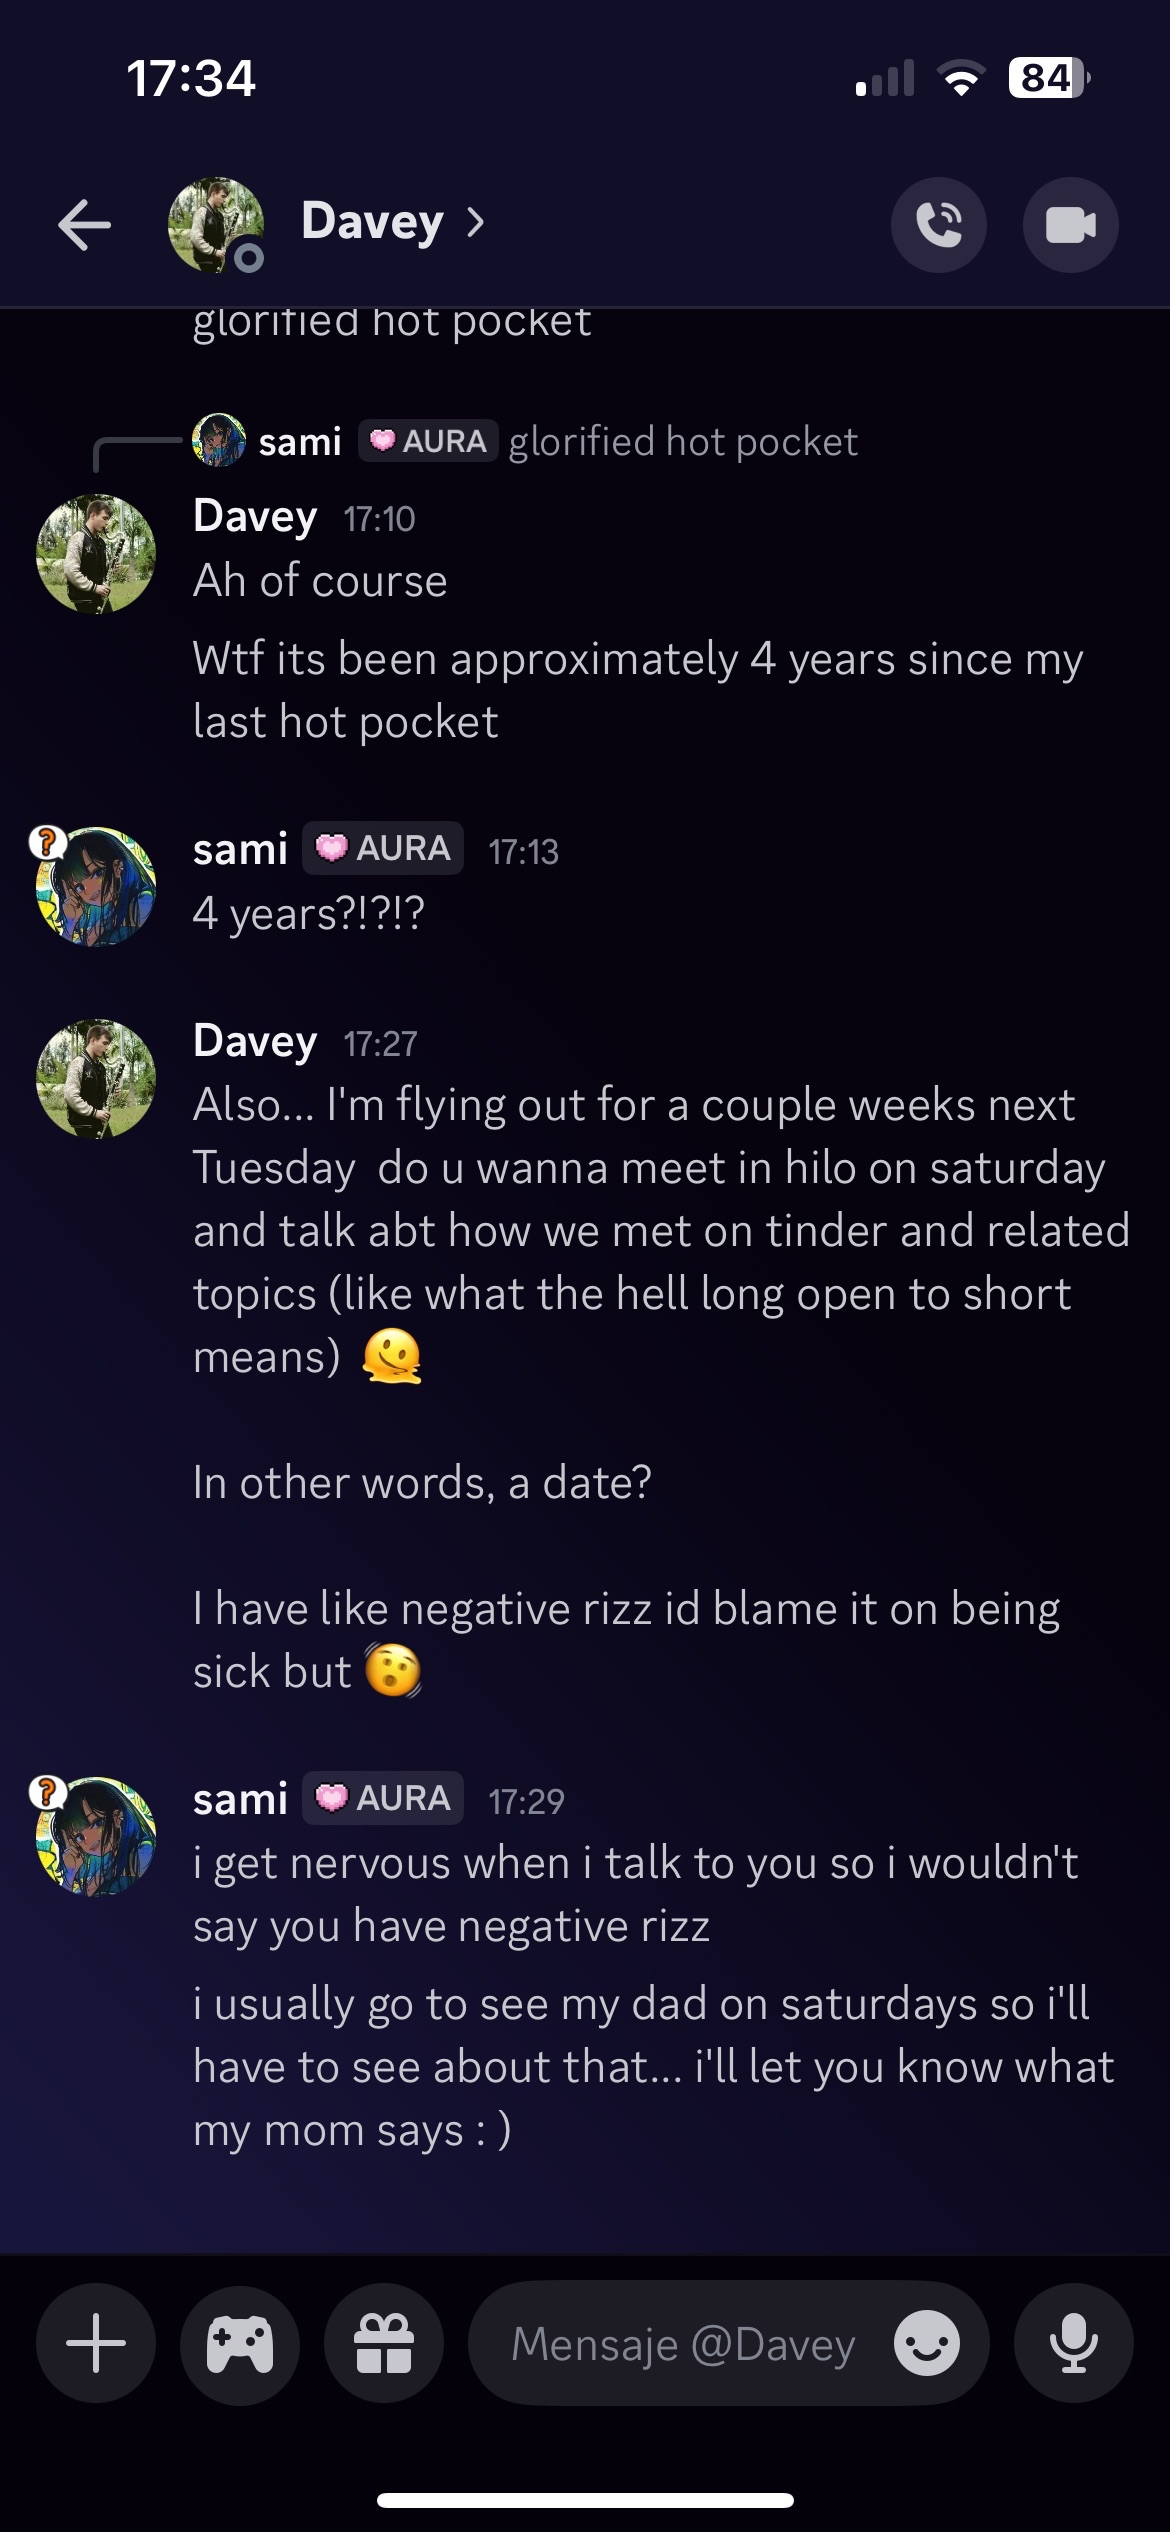 17:34
84
Davey
glorified hot pocket
sami AURA glorified hot pocket
Davey 17:10
Ah of course
Wtf its been approximately 4 years since my
last hot pocket
sami AURA 17:13
4 years?!?!?
Davey 17:27
Also... I'm flying out for a couple weeks next
Tuesday  do u wanna meet in hilo on saturday
and talk abt how we met on tinder and related
topics (like what the hell long open to short
means) 🫠
In other words, a date?
I have like negative rizz id blame it on being
sick but 🫨
sami AURA 17:29
i get nervous when i talk to you so i wouldn't
say you have negative rizz
i usually go to see my dad on saturdays so i'll
have to see about that... i'll let you know what
my mom says : )
Mensaje @Davey